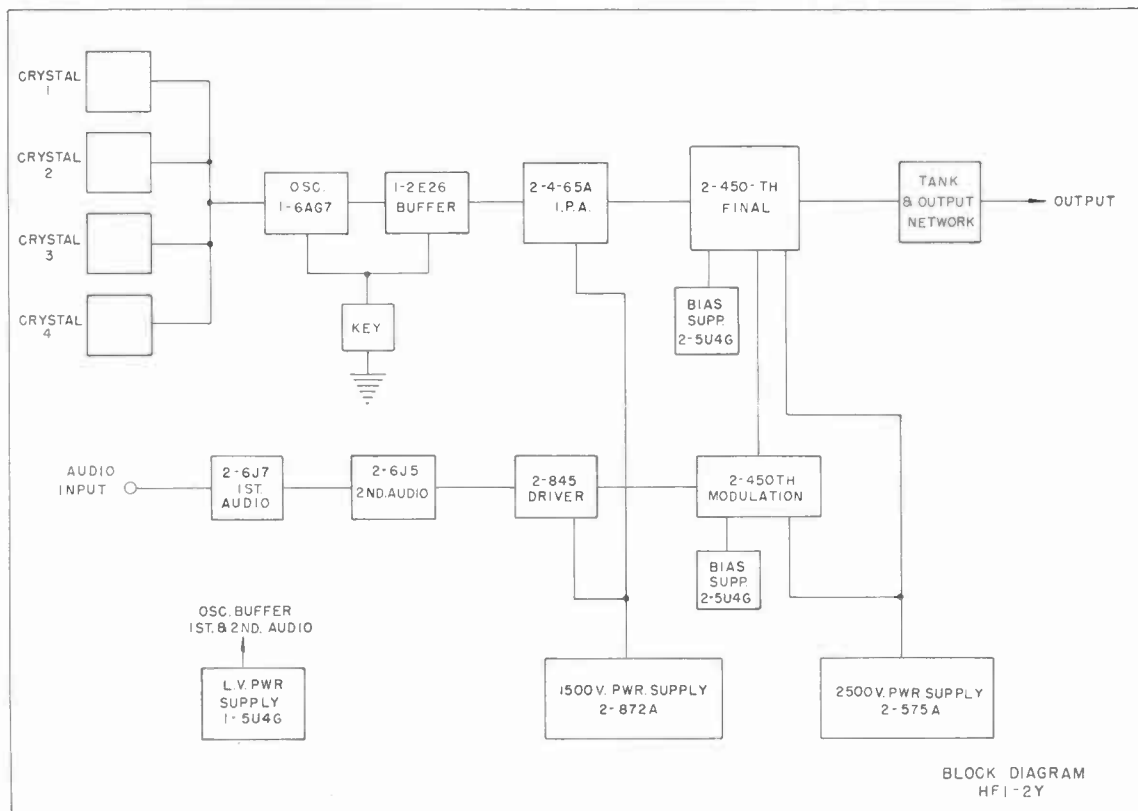 CRYSTAL
1
CRYSTAL
2
CRYSTAL
3
CRYSTAL
4
OSC.
1-6AG7
1-2E26
BUFFER
2-4-65A
I.P.A.
2-450-TH
FINAL
TANK
& OUTPUT
NETWORK
OUTPUT
KEY
BIAS
SUPP.
2-5U4G
AUDIO
INPUT
2-6J7
1ST.
AUDIO
2-6J5
2ND. AUDIO
2-845
DRIVER
2-450TH
MODULATION
BIAS
SUPP.
2-5U4G
OSC. BUFFER
1ST. & 2ND. AUDIO
L.V. PWR
SUPPLY
1-5U4G
1500V. PWR. SUPPLY
2-872A
2500V. PWR SUPPLY
2-575A
BLOCK DIAGRAM
HF1-2Y